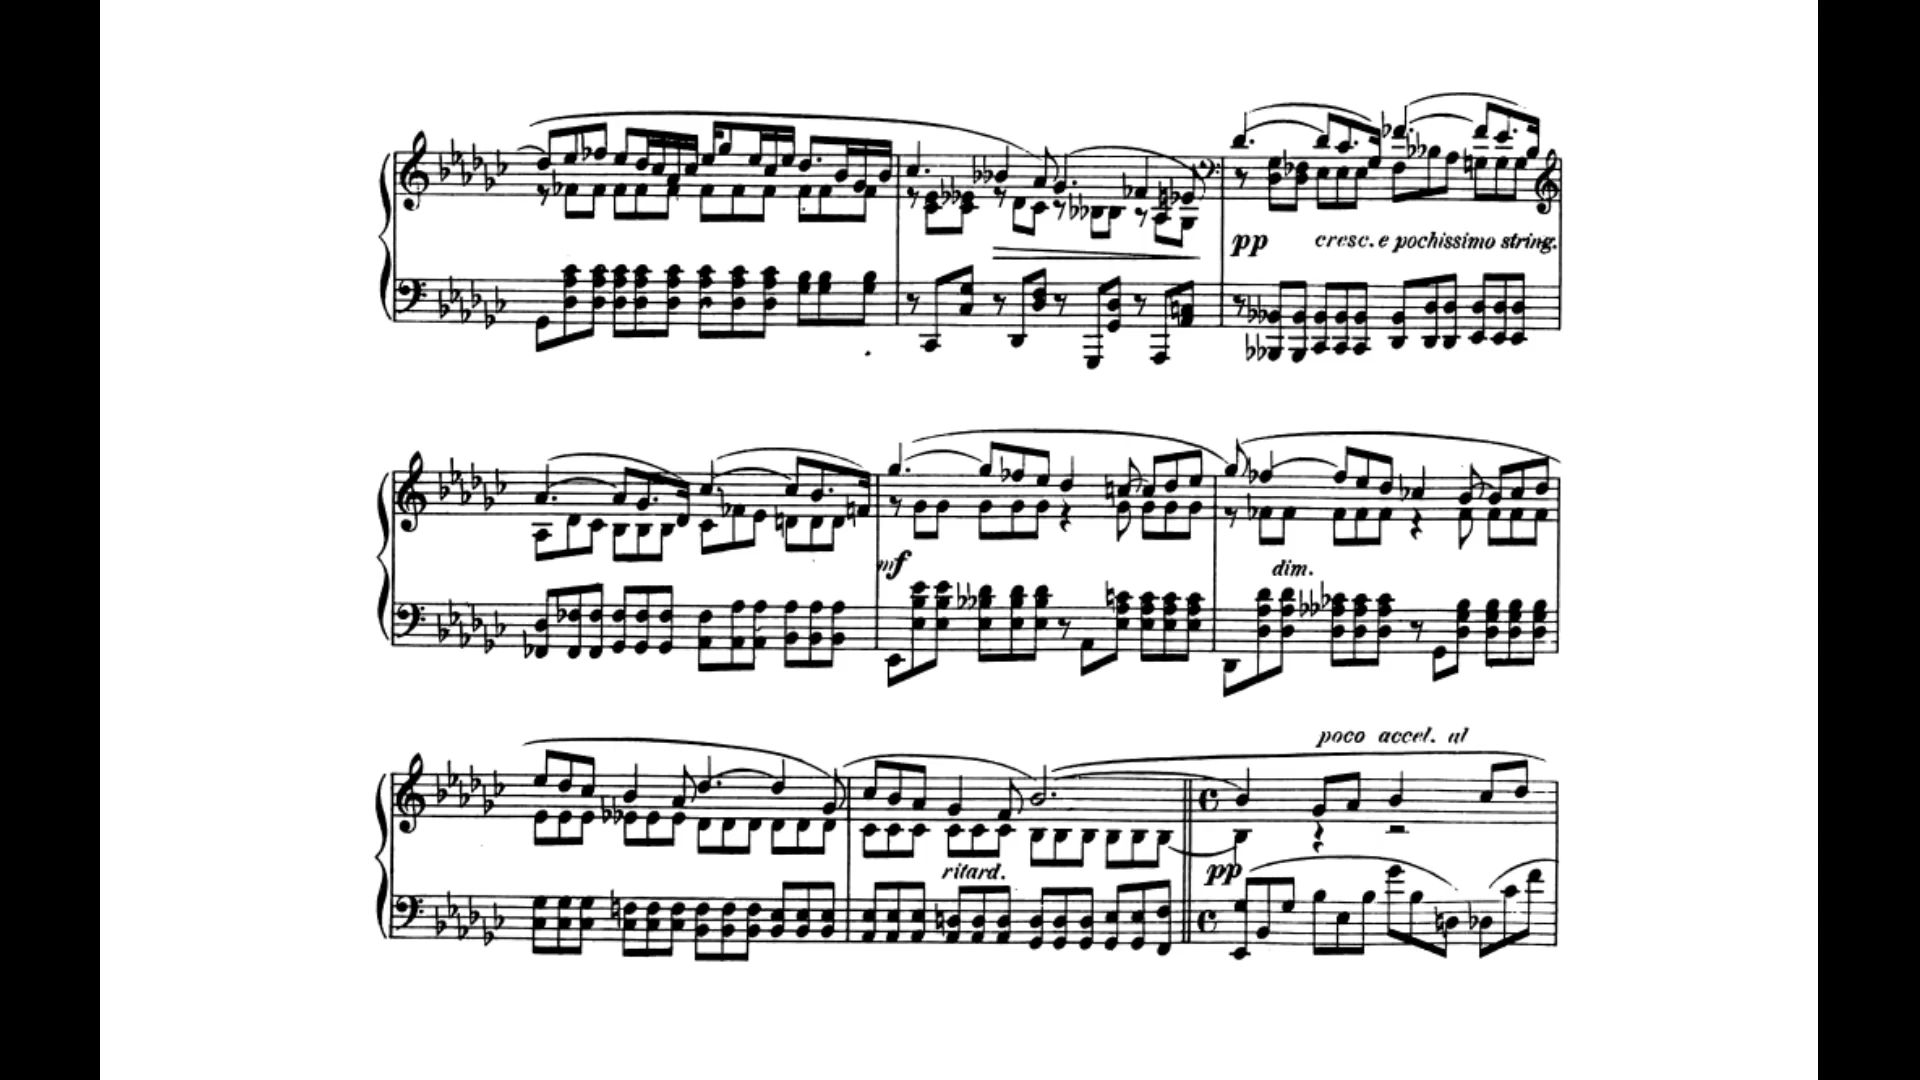 pp cresc. e pochissimo string.
mf
dim.
poco accel. al
ritard.
pp